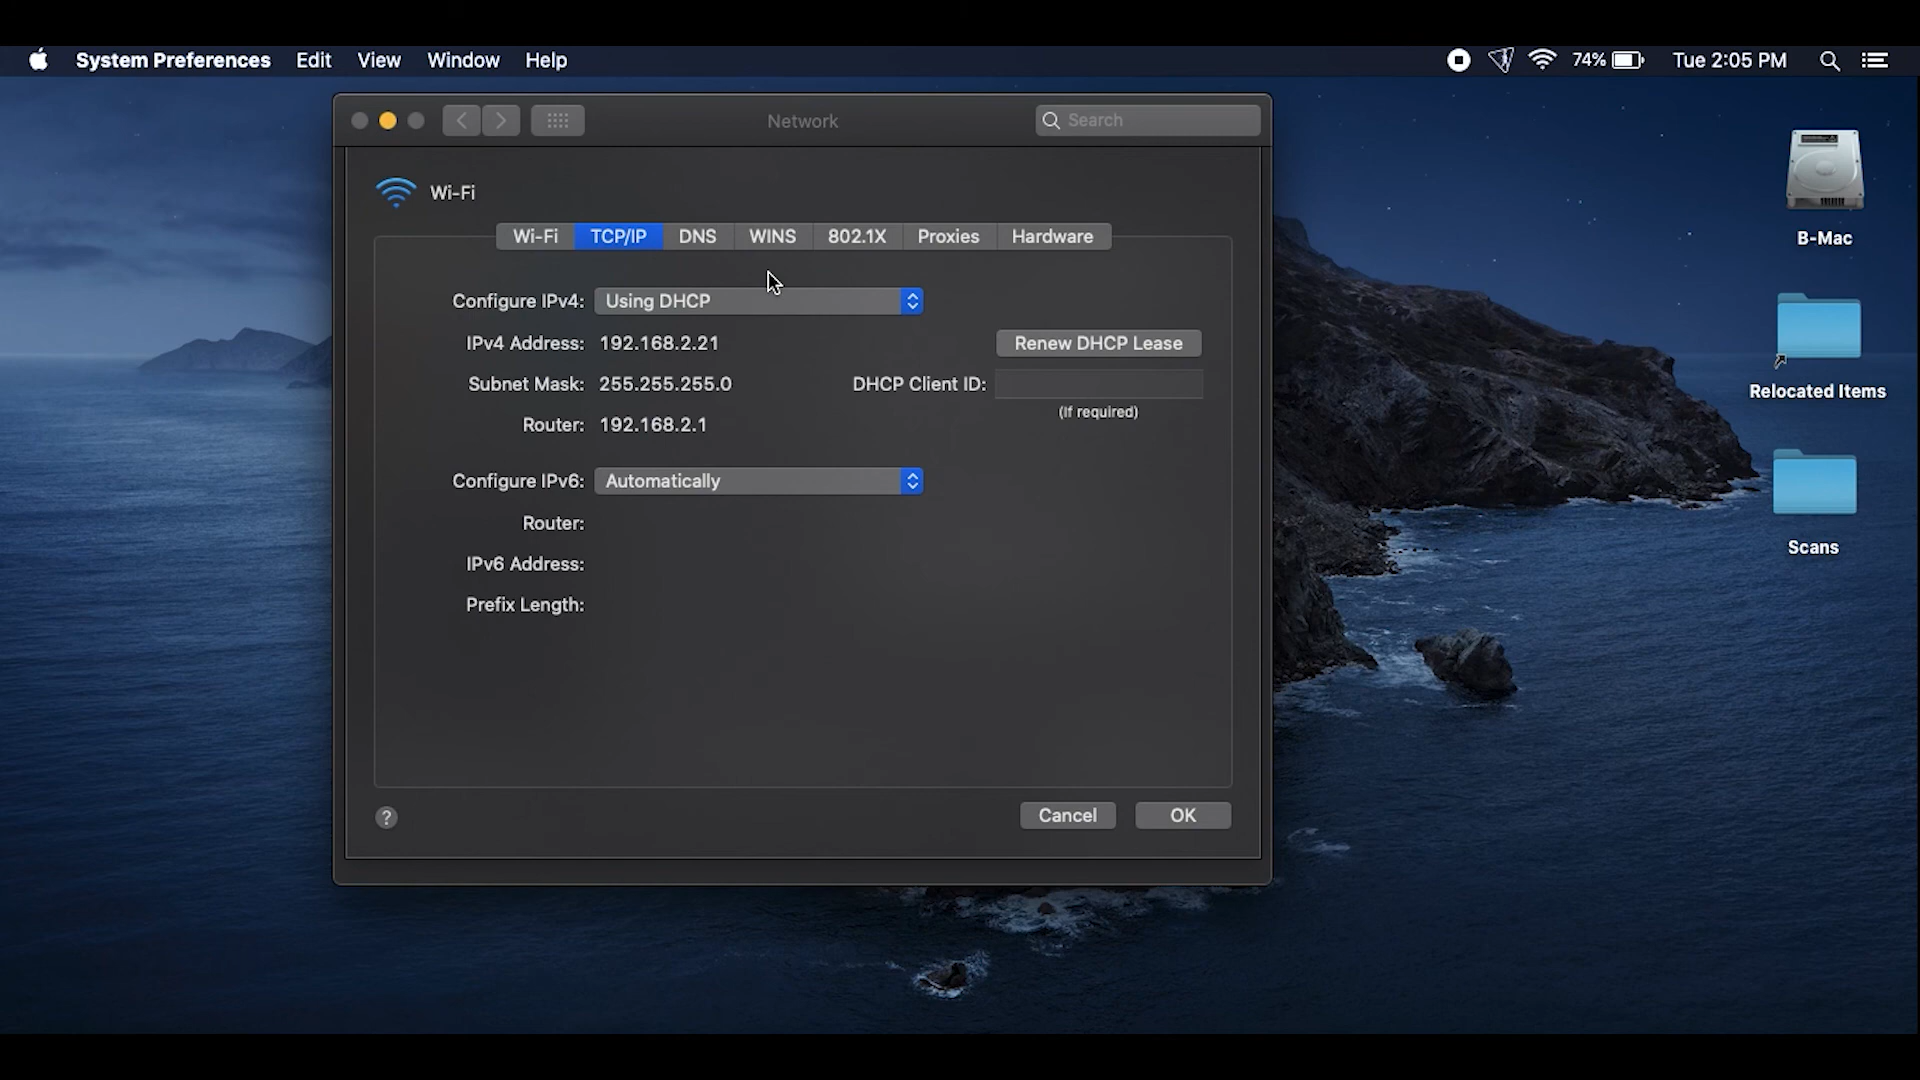 System Preferences Edit View Window Help 74% Tue 2:05 PM
Network
Search
Wi-Fi
Wi-Fi TCP/IP DNS WINS 802.1X Proxies Hardware
Configure IPv4: Using DHCP
IPv4 Address: 192.168.2.21 Renew DHCP Lease
Subnet Mask: 255.255.255.0 DHCP Client ID:
(If required)
Router: 192.168.2.1
Configure IPv6: Automatically
Router:
IPv6 Address:
Prefix Length:
? Cancel OK
B-Mac
Relocated Items
Scans